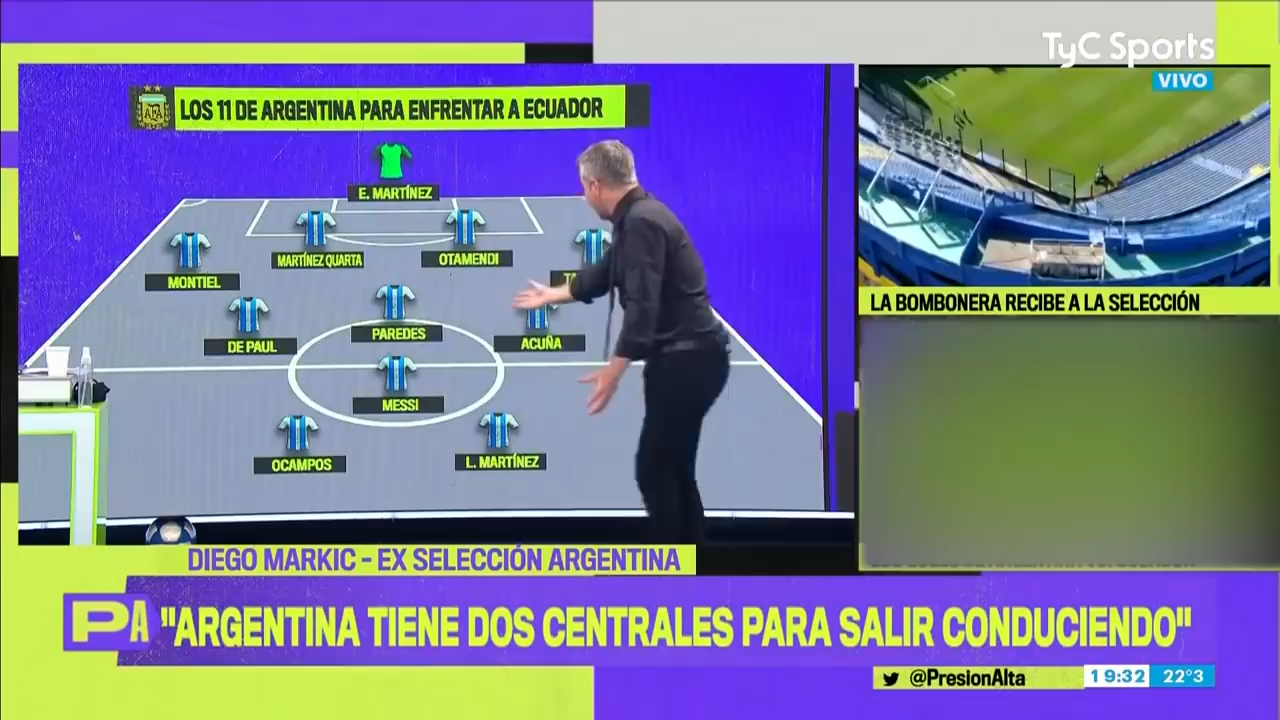 TyC Sports
VIVO
LOS 11 DE ARGENTINA PARA ENFRENTAR A ECUADOR
E. MARTÍNEZ
MONTIEL
MARTÍNEZ QUARTA
OTAMENDI
DE PAUL
PAREDES
ACUÑA
MESSI
OCAMPOS
L. MARTÍNEZ
LA BOMBONERA RECIBE A LA SELECCIÓN
DIEGO MARKIC - EX SELECCIÓN ARGENTINA
PA
"ARGENTINA TIENE DOS CENTRALES PARA SALIR CONDUCIENDO"
@PresionAlta
19:32
22°3